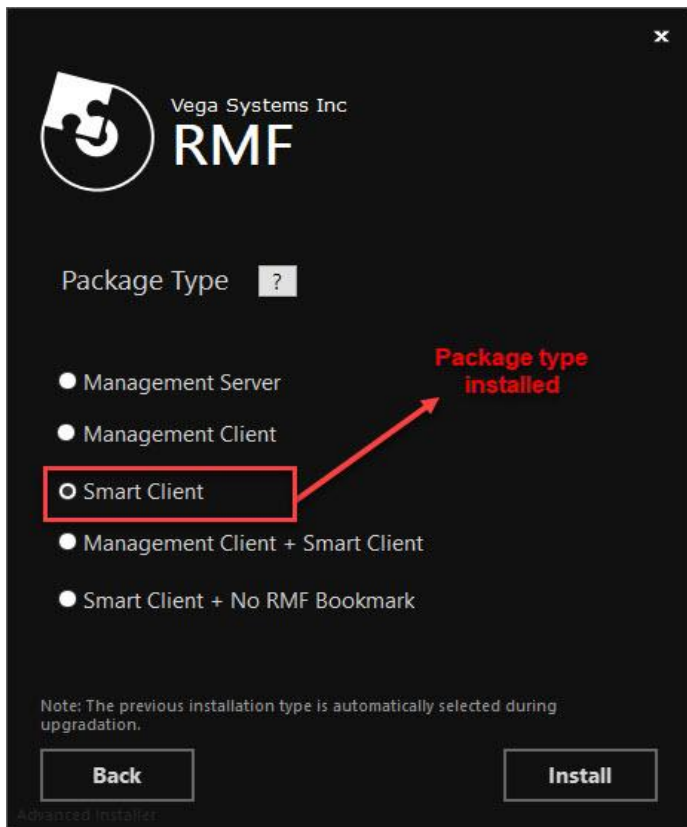 x
Vega Systems Inc
RMF
Package Type ?
Package type
installed
Management Server
Management Client
Smart Client
Management Client + Smart Client
Smart Client + No RMF Bookmark
Note: The previous installation type is automatically selected during
upgradation.
Back Install
Advanced Installer